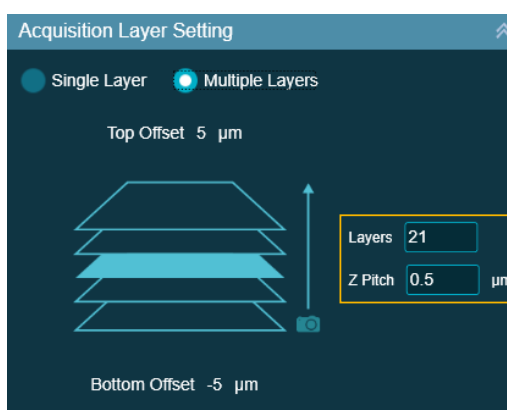 Acquisition Layer Setting
Single Layer Multiple Layers
Top Offset 5 µm
Layers 21
Z Pitch 0.5 µm
Bottom Offset -5 µm